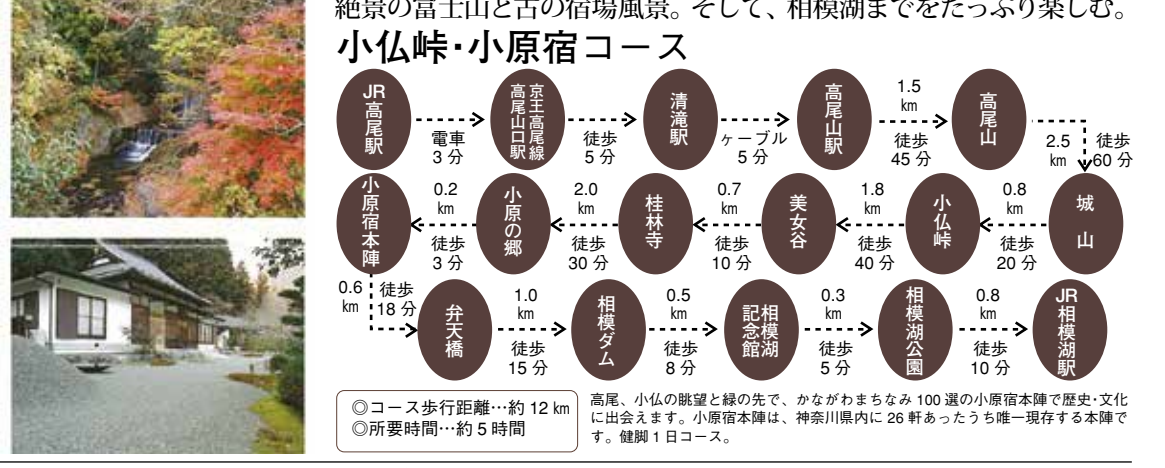 絶景の富士山と古の宿場風景。そして、相模湖までをたっぷり楽しむ。
小仏峠・小原宿コース
JR高尾駅
電車
3分
京王高尾線
高尾山口駅
徒歩
5分
清滝駅
ケーブル
5分
高尾山駅
1.5
㎞
徒歩
45分
高尾山
2.5
㎞
徒歩
60分
城山
0.8
㎞
徒歩
20分
小仏峠
1.8
㎞
徒歩
40分
美女谷
0.7
㎞
徒歩
10分
桂林寺
2.0
㎞
徒歩
30分
小原の郷
0.2
㎞
徒歩
3分
小原宿本陣
0.6
㎞
徒歩
18分
弁天橋
1.0
㎞
徒歩
15分
相模ダム
0.5
㎞
徒歩
8分
相模湖
記念館
0.3
㎞
徒歩
5分
相模湖公園
0.8
㎞
徒歩
10分
JR相模湖駅
◎コース歩行距離…約12㎞
◎所要時間…約5時間
高尾、小仏の眺望と緑の先で、かながわまちなみ100選の小原宿本陣で歴史・文化
に出会えます。小原宿本陣は、神奈川県内に26軒あったうち唯一現存する本陣で
す。健脚1日コース。